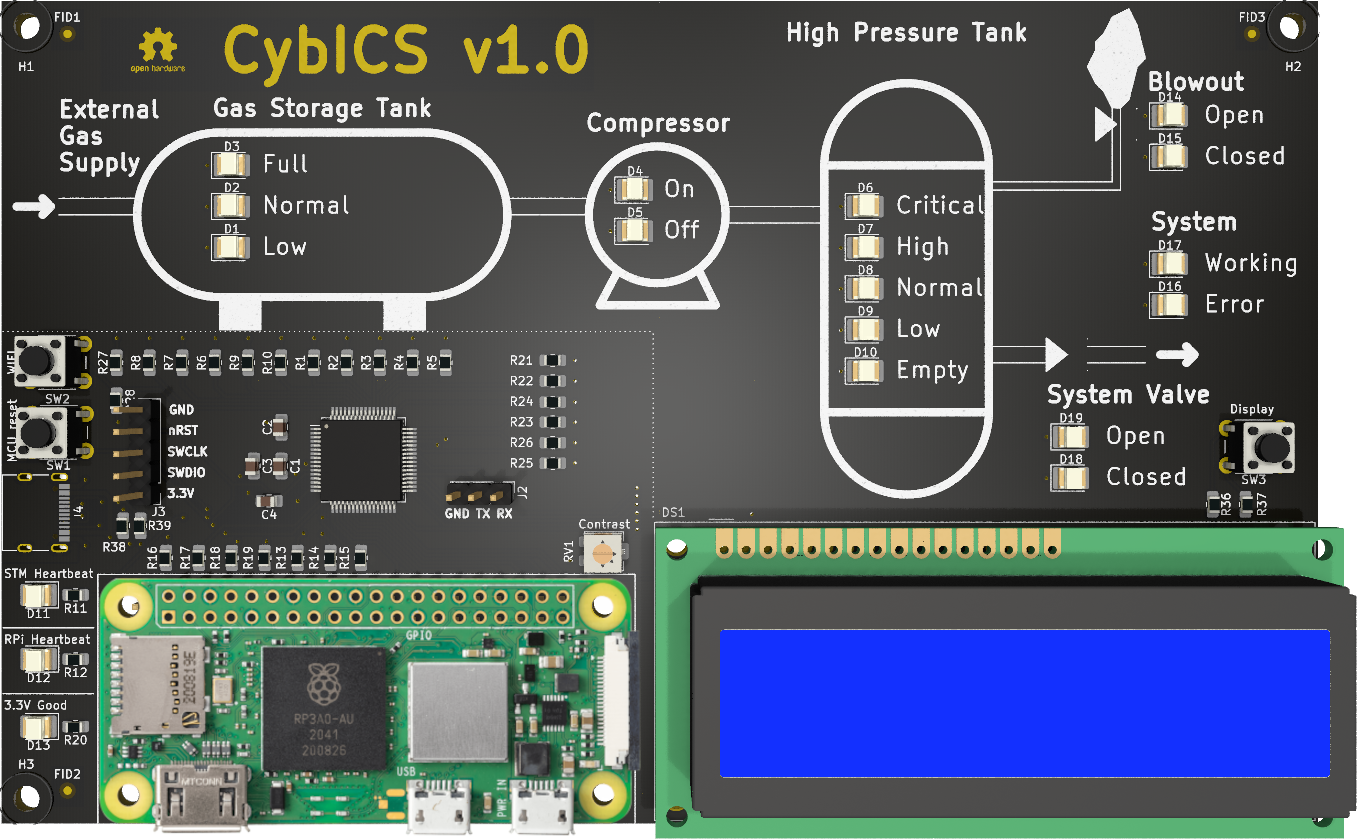 FID1
H1
open hardware
CybICS v1.0
High Pressure Tank
FID3
H2
External
Gas
Supply
Gas Storage Tank
D3 Full
D2 Normal
D1 Low
Compressor
D4 On
D5 Off
D6 Critical
D7 High
D8 Normal
D9 Low
D10 Empty
Blowout
D14 Open
D15 Closed
System
D17 Working
D16 Error
System Valve
D19 Open
D18 Closed
Display
SW3
R36
R37
SW2
MCU reset
SW1
R27
R8
R7
R6
R9
R10
R1
R2
R3
R4
R5
R21
R22
R24
R23
R26
R25
GND
nRST
SWCLK
SWDIO
3.3V
J3
J4
R39
R38
C2
C3
C1
C4
J2
GND TX RX
Contrast
RV1
DS1
R16
R17
R18
R19
R13
R14
R15
STM Heartbeat
D11
R11
RPi Heartbeat
D12
R12
3.3V Good
D13
R20
H3
FID2
GPIO
200819E
RP3A0-AU
2041
200826
MTCONN
USB
PWR IN